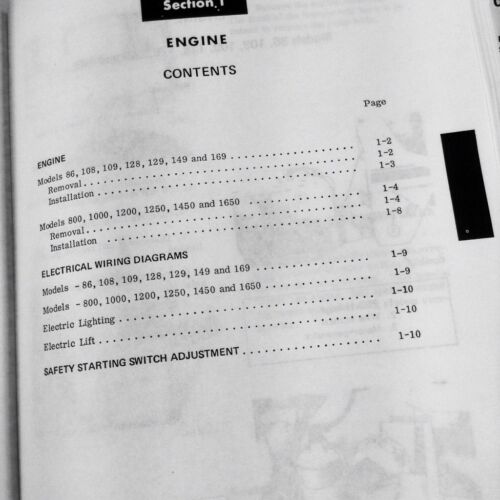 Section 1
ENGINE
CONTENTS
Page
ENGINE
Models 86, 108, 109, 128, 129, 149 and 169 . . . . . . . . . . . . . . . . . 1-2
Removal . . . . . . . . . . . . . . . . . . . . . . . . . . . . . . . . . . . . . . . . 1-2
Installation . . . . . . . . . . . . . . . . . . . . . . . . . . . . . . . . . . . . . . 1-3
Models 800, 1000, 1200, 1250, 1450 and 1650 . . . . . . . . . . . . . . 1-4
Removal . . . . . . . . . . . . . . . . . . . . . . . . . . . . . . . . . . . . . . . . 1-4
Installation . . . . . . . . . . . . . . . . . . . . . . . . . . . . . . . . . . . . . . 1-8
ELECTRICAL WIRING DIAGRAMS
Models - 86, 108, 109, 128, 129, 149 and 169 . . . . . . . . . . . . . . . 1-9
Models - 800, 1000, 1200, 1250, 1450 and 1650 . . . . . . . . . . . . . 1-9
Electric Lighting . . . . . . . . . . . . . . . . . . . . . . . . . . . . . . . . . . 1-10
Electric Lift . . . . . . . . . . . . . . . . . . . . . . . . . . . . . . . . . . . . . . 1-10
SAFETY STARTING SWITCH ADJUSTMENT . . . . . . . . . . . . . . . . 1-10